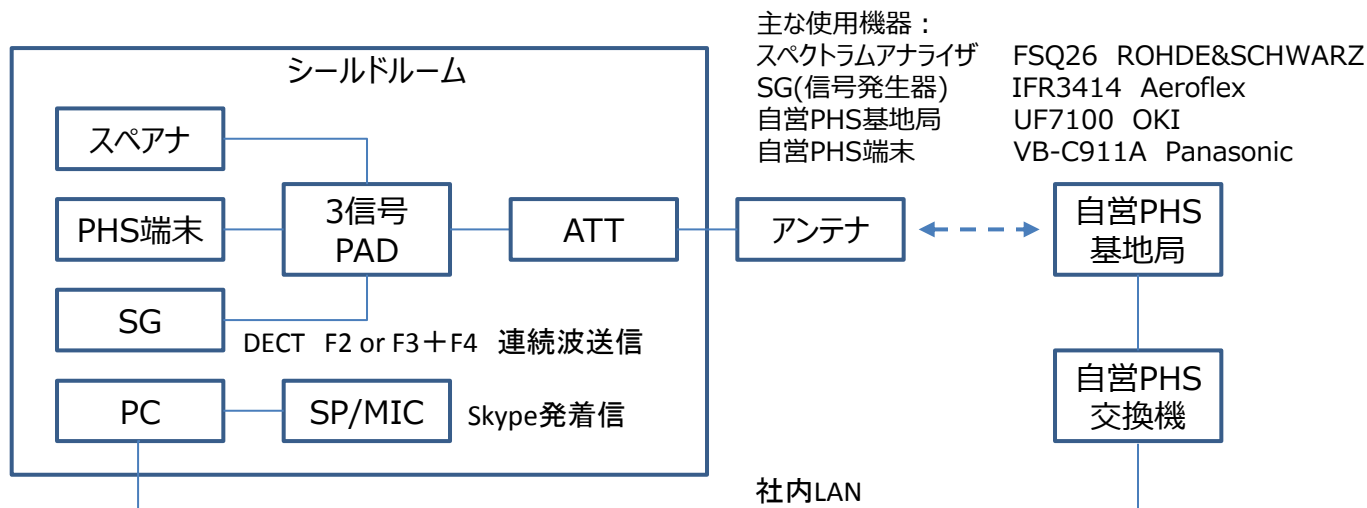 主な使用機器：
スペクトラムアナライザ FSQ26 ROHDE&SCHWARZ
SG(信号発生器) IFR3414 Aeroflex
自営PHS基地局 UF7100 OKI
自営PHS端末 VB-C911A Panasonic
シールドルーム
スペアナ
PHS端末
3信号
PAD
ATT
アンテナ
自営PHS
基地局
SG
DECT F2 or F3＋F4 連続波送信
PC
SP/MIC
Skype発着信
自営PHS
交換機
社内LAN